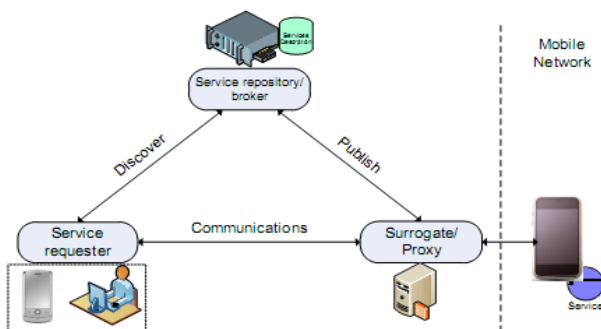 Services
Description
Service repository/
broker
Mobile
Network
Discover
Publish
Service
requester
Communications
Surrogate/
Proxy
Service